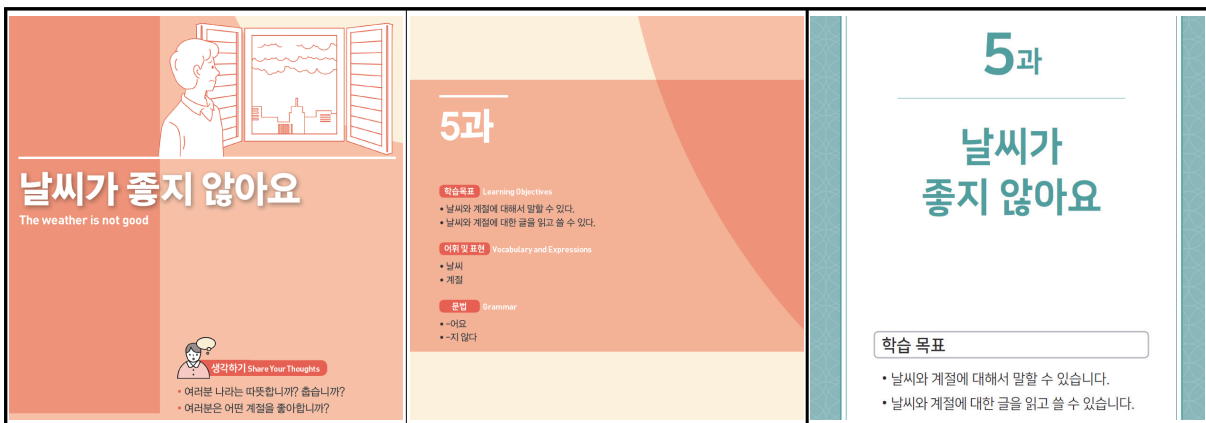 날씨가 좋지 않아요
The weather is not good
생각하기 Share Your Thoughts
• 여러분 나라는 따뜻합니까? 춥습니까?
• 여러분은 어떤 계절을 좋아합니까?
5과
학습목표 Learning Objectives
• 날씨와 계절에 대해서 말할 수 있다.
• 날씨와 계절에 대한 글을 읽고 쓸 수 있다.
어휘 및 표현 Vocabulary and Expressions
• 날씨
• 계절
문법 Grammar
• -어요
• -지 않다
5과
날씨가
좋지 않아요
학습 목표
• 날씨와 계절에 대해서 말할 수 있습니다.
• 날씨와 계절에 대한 글을 읽고 쓸 수 있습니다.